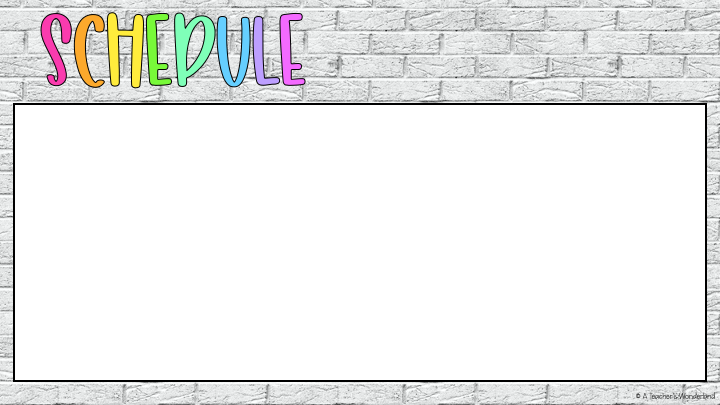 SCHEDULE
© A Teacher's Wonderland